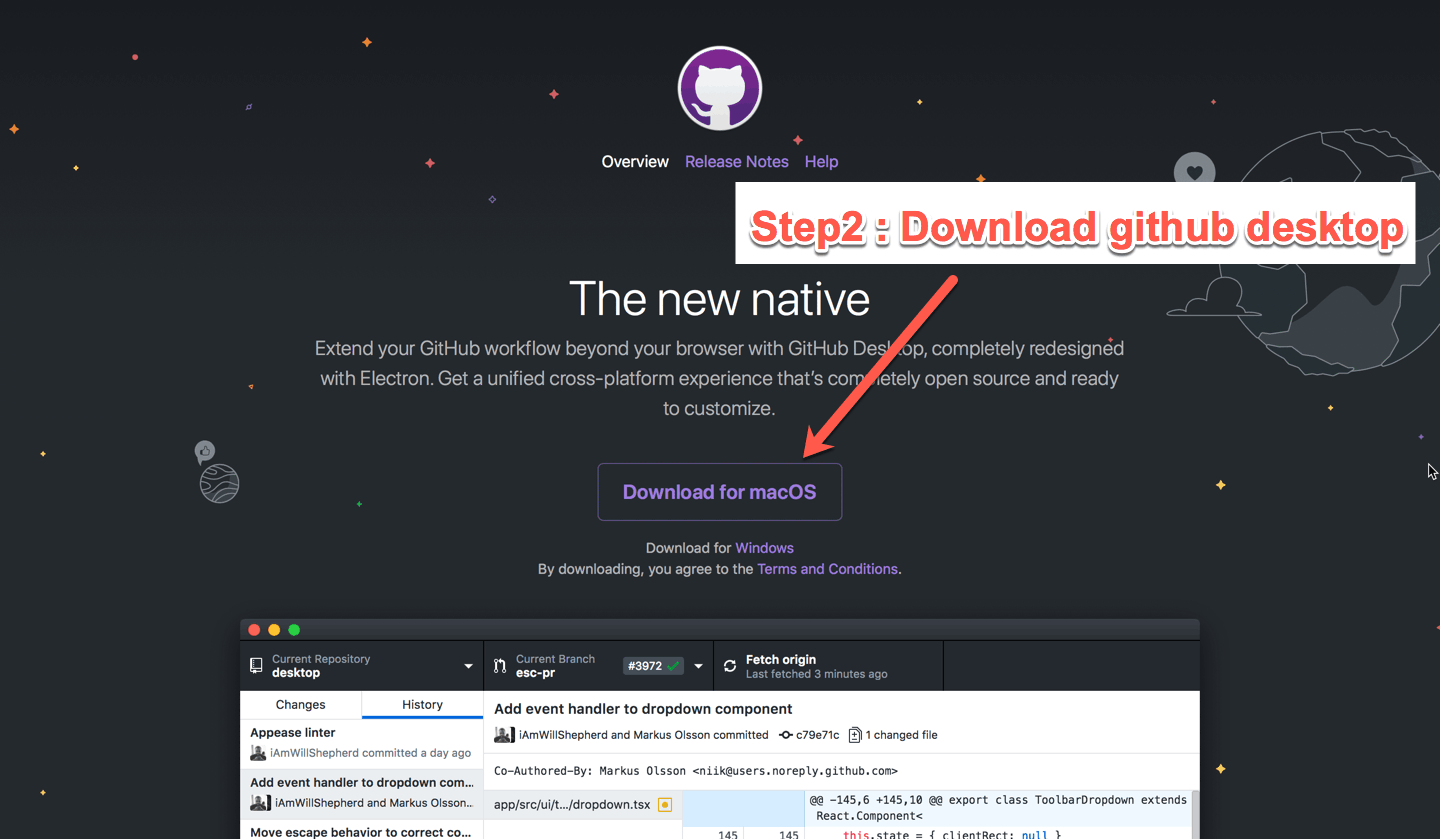 Overview Release Notes Help
Step2 : Download github desktop
The new native
Extend your GitHub workflow beyond your browser with GitHub Desktop, completely redesigned
with Electron. Get a unified cross-platform experience that's completely open source and ready
to customize.
Download for macOS
Download for Windows
By downloading, you agree to the Terms and Conditions.
Current Repository
desktop
Current Branch
esc-pr
#3972
Fetch origin
Last fetched 3 minutes ago
Changes
History
Appease linter
iAmWillShepherd committed a day ago
Add event handler to dropdown com...
iAmWillShepherd and Markus Olsson...
Move escape behavior to correct co...
Add event handler to dropdown component
iAmWillShepherd and Markus Olsson committed c79e71c 1 changed file
Co-Authored-By: Markus Olsson <niik@users.noreply.github.com>
app/src/ui/t.../dropdown.tsx
@@ -145,6 +145,10 @@ export class ToolbarDropdown extends
React.Component<
145 145 this.state = { clientRect: null }